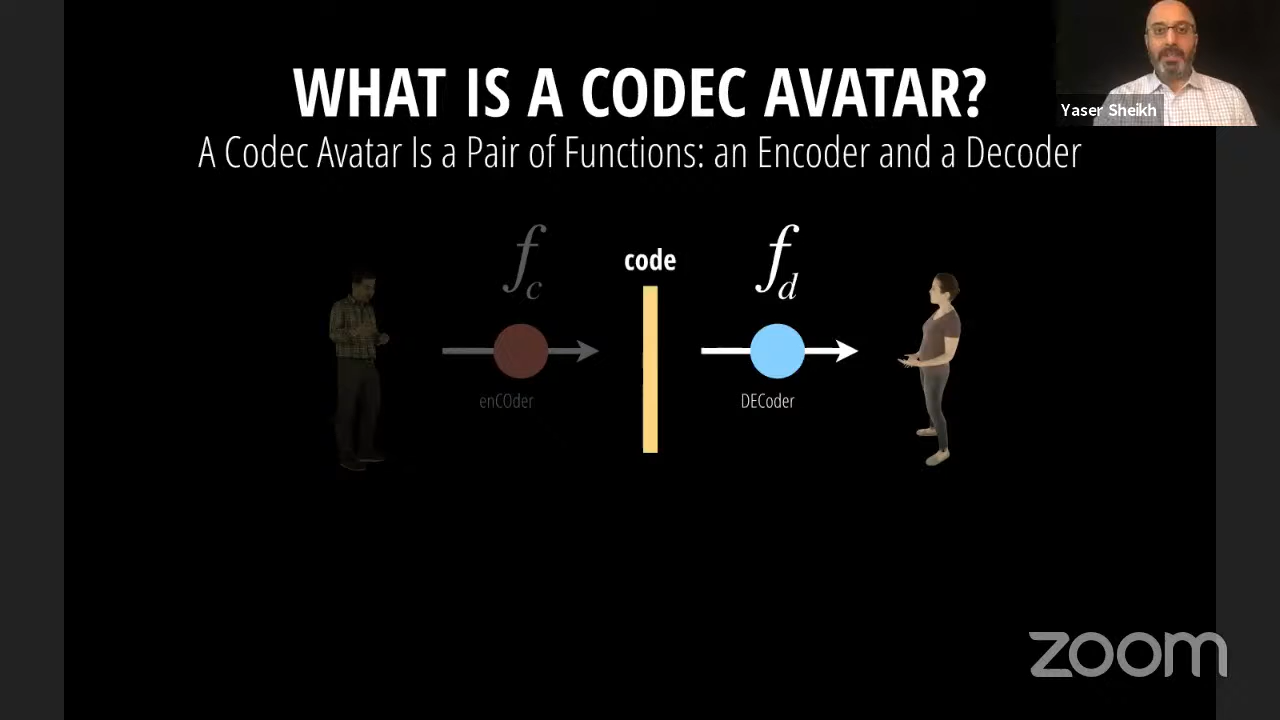 WHAT IS A CODEC AVATAR?
A Codec Avatar Is a Pair of Functions: an Encoder and a Decoder
Yaser Sheikh
f_c
code
f_d
enCOder
DECoder
zoom